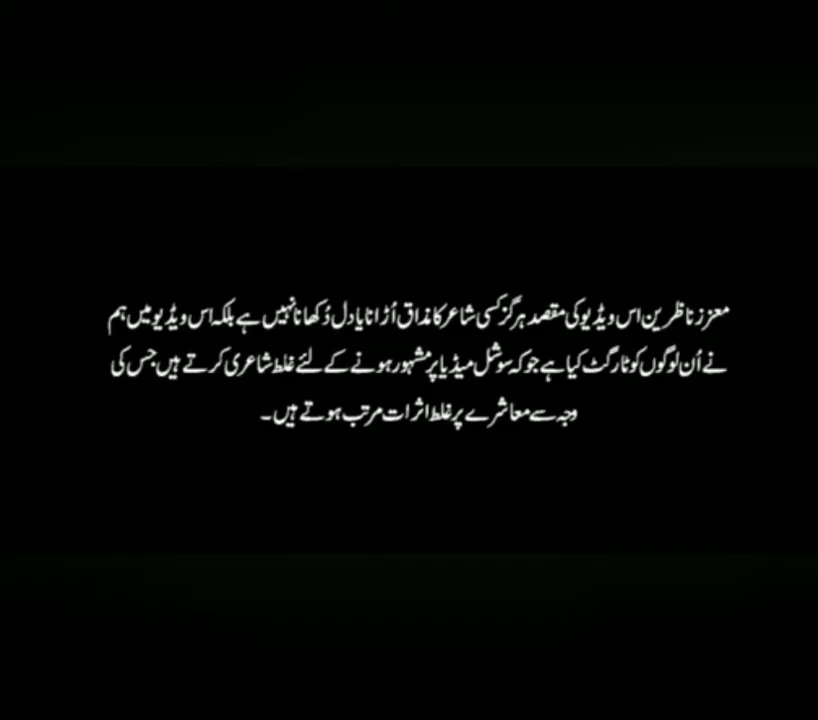 معزز ناظرین اس ویڈیو کی مقصد ہرگز کسی شاعر کا مذاق اُڑانا یا دل دُکھانا نہیں ہے بلکہ اس ویڈیو میں ہم
نے اُن لوگوں کو ٹارگٹ کیا ہے جو کہ سوشل میڈیا پر مشہور ہونے کے لئے غلط شاعری کرتے ہیں جس کی
وجہ سے معاشرے پر غلط اثرات مرتب ہوتے ہیں۔